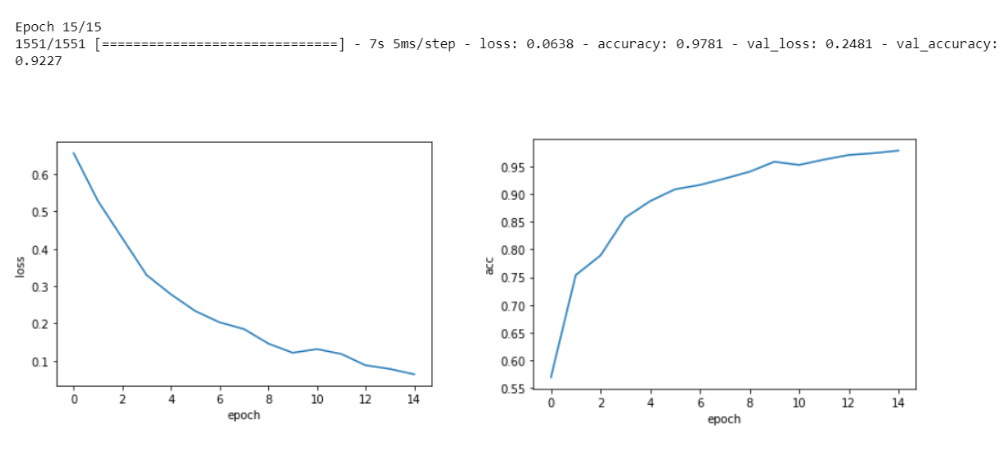 Epoch 15/15
1551/1551 [==============================] - 7s 5ms/step - loss: 0.0638 - accuracy: 0.9781 - val_loss: 0.2481 - val_accuracy:
0.9227
0.6
0.5
0.4
0.3
0.2
0.1
loss
0 2 4 6 8 10 12 14
epoch
0.95
0.90
0.85
0.80
0.75
0.70
0.65
0.60
0.55
acc
0 2 4 6 8 10 12 14
epoch